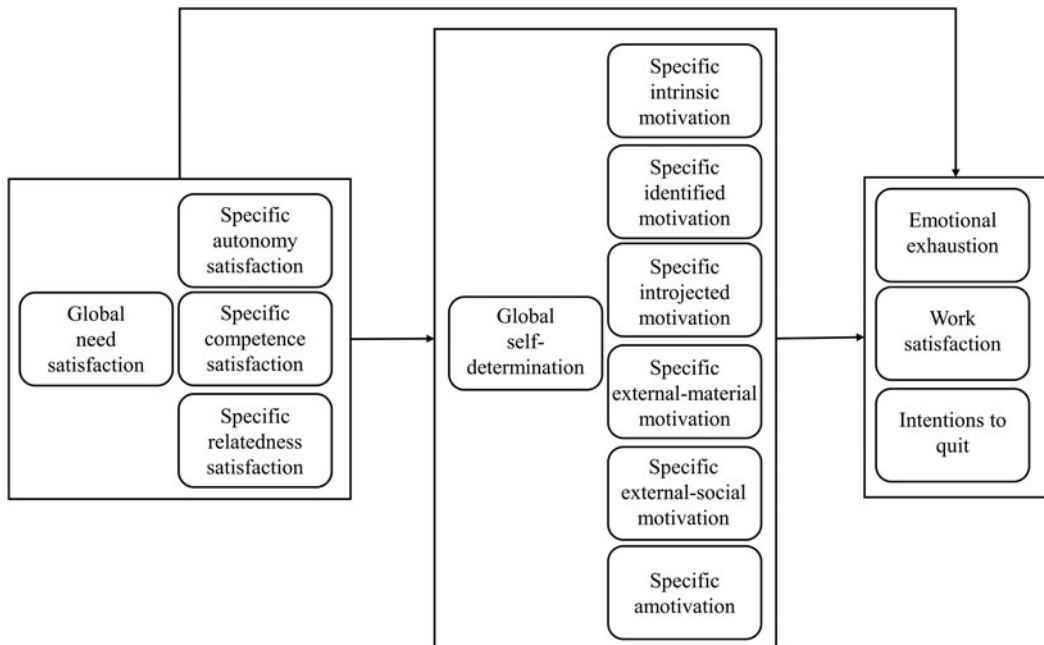 Global
need
satisfaction
Specific
autonomy
satisfaction
Specific
competence
satisfaction
Specific
relatedness
satisfaction
Global
self-
determination
Specific
intrinsic
motivation
Specific
identified
motivation
Specific
introjected
motivation
Specific
external-material
motivation
Specific
external-social
motivation
Specific
amotivation
Emotional
exhaustion
Work
satisfaction
Intentions to
quit